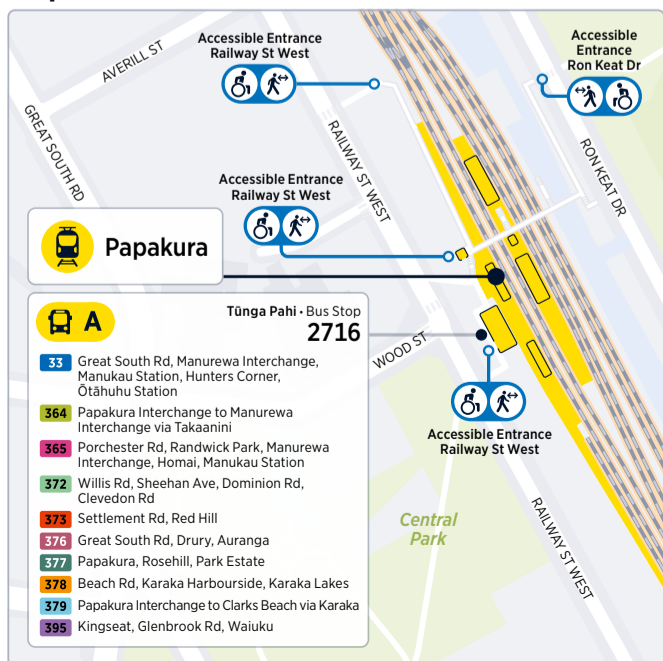 Accessible Entrance
Railway St West
Accessible
Entrance
Ron Keat Dr
AVERILL ST
GREAT SOUTH RD
RAILWAY ST WEST
RON KEAT DR
Accessible Entrance
Railway St West
Papakura
A
Tūnga Pahi • Bus Stop
2716
WOOD ST
33 Great South Rd, Manurewa Interchange,
Manukau Station, Hunters Corner,
Ōtāhuhu Station
364 Papakura Interchange to Manurewa
Interchange via Takaanini
365 Porchester Rd, Randwick Park, Manurewa
Interchange, Homai, Manukau Station
372 Willis Rd, Sheehan Ave, Dominion Rd,
Clevedon Rd
373 Settlement Rd, Red Hill
376 Great South Rd, Drury, Auranga
377 Papakura, Rosehill, Park Estate
378 Beach Rd, Karaka Harbourside, Karaka Lakes
379 Papakura Interchange to Clarks Beach via Karaka
395 Kingseat, Glenbrook Rd, Waiuku
Accessible Entrance
Railway St West
Central
Park
RAILWAY ST WEST